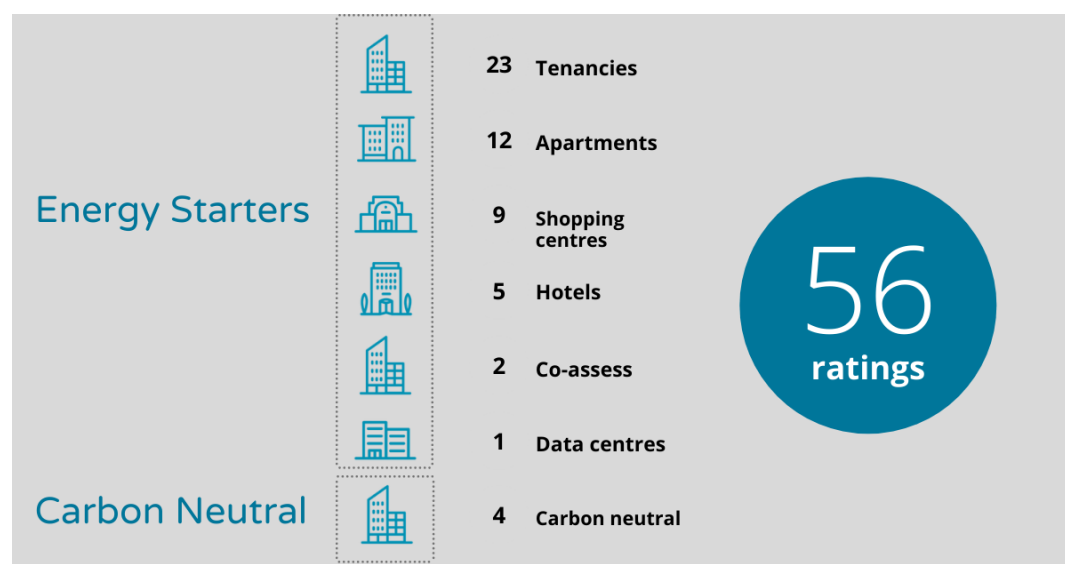 23 Tenancies
12 Apartments
Energy Starters
9 Shopping
centres
5 Hotels
2 Co-assess
1 Data centres
Carbon Neutral
4 Carbon neutral
56
ratings